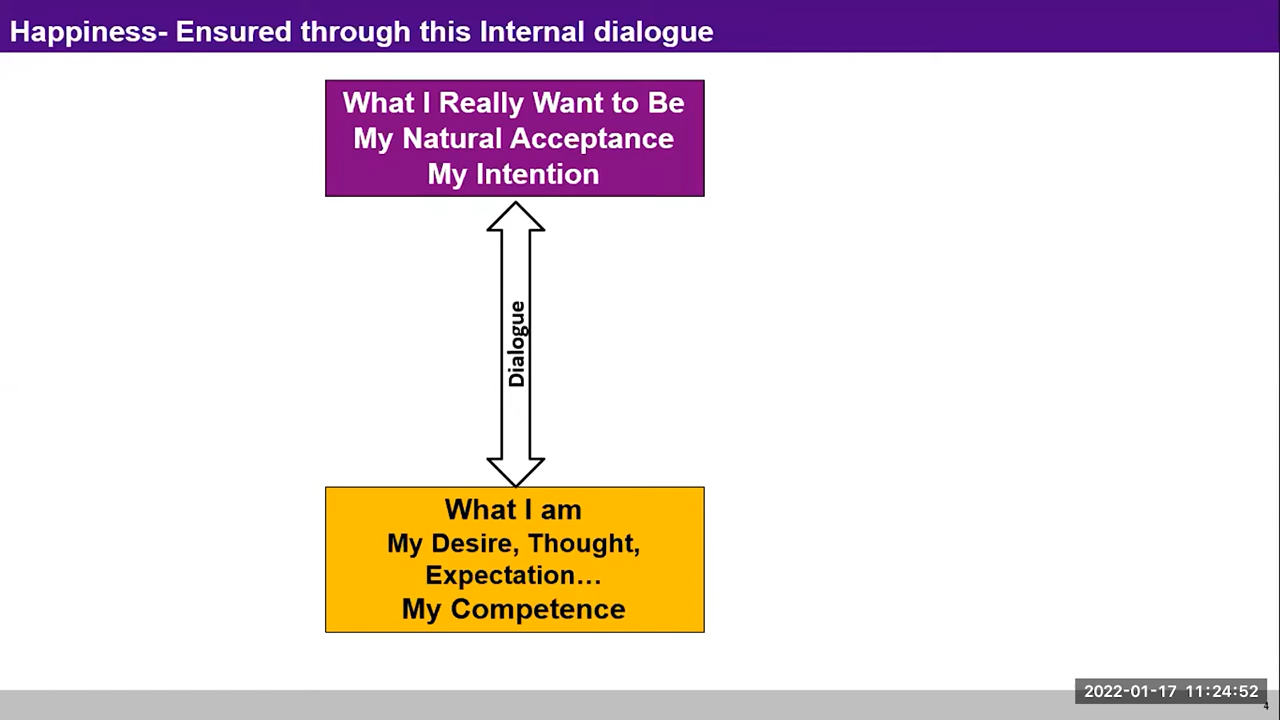 Happiness- Ensured through this Internal dialogue
What I Really Want to Be
My Natural Acceptance
My Intention
Dialogue
What I am
My Desire, Thought,
Expectation…
My Competence
2022-01-17 11:24:52
4